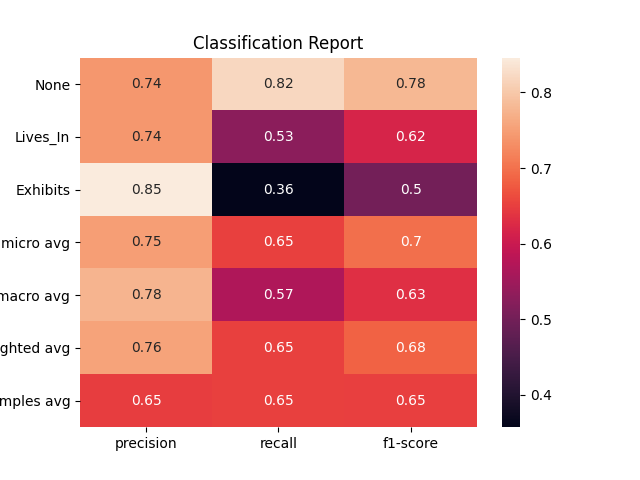 Classification Report
None 0.74 0.82 0.78
Lives_In 0.74 0.53 0.62
Exhibits 0.85 0.36 0.5
micro avg 0.75 0.65 0.7
macro avg 0.78 0.57 0.63
ghted avg 0.76 0.65 0.68
mples avg 0.65 0.65 0.65
precision recall f1-score
0.8
0.7
0.6
0.5
0.4